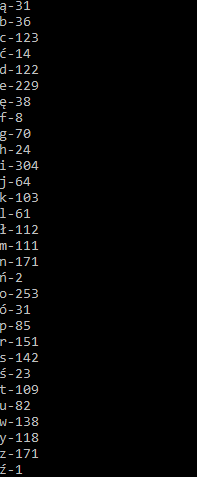 ą-31
b-36
c-123
ć-14
d-122
e-229
ę-38
f-8
g-70
h-24
i-304
j-64
k-103
l-61
ł-112
m-111
n-171
ń-2
o-253
ó-31
p-85
r-151
s-142
ś-23
t-109
u-82
w-138
y-118
z-171
ź-1